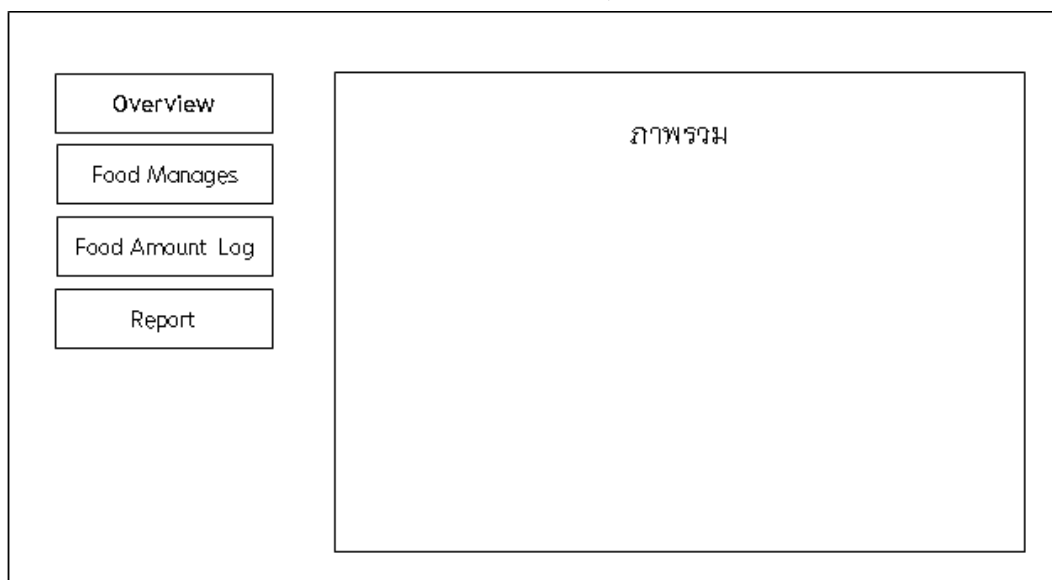 Overview
Food Manages
Food Amount Log
Report
ภาพรวม